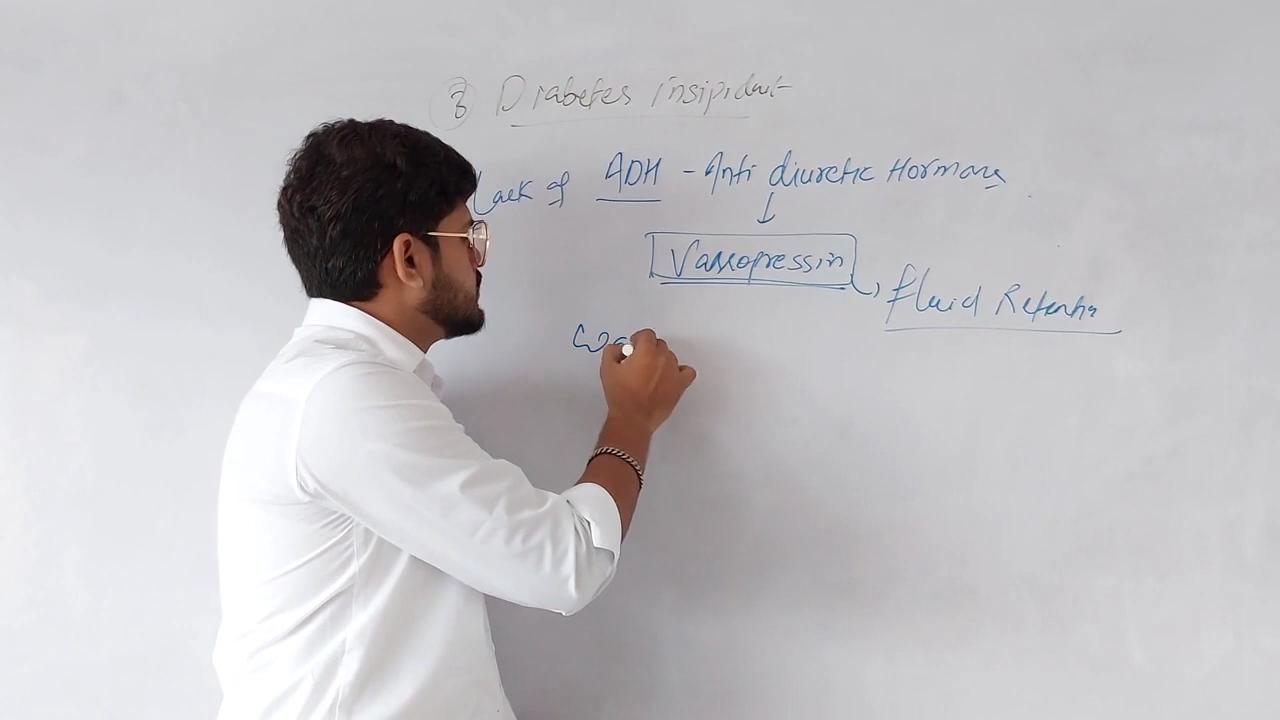 3 Diabetes insipidus
Lack of ADH - Anti diuretic Hormone
↓
Vasopressin → fluid Retention